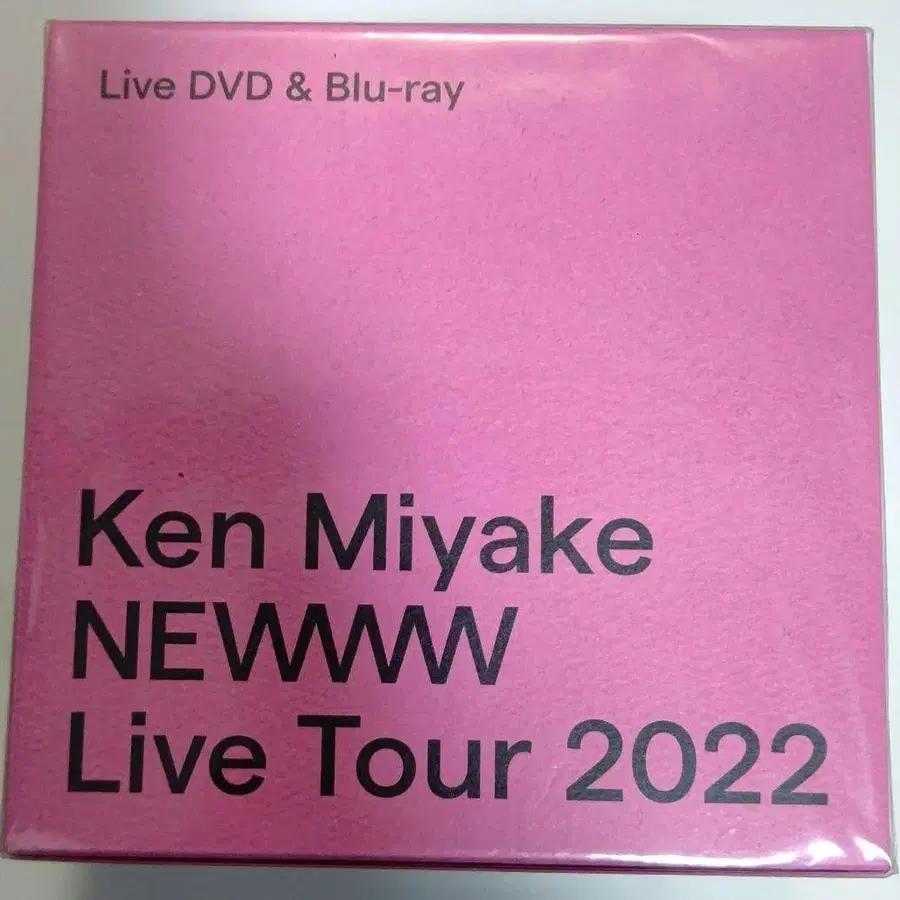 Live DVD & Blu-ray
Ken Miyake
NEWWW
Live Tour 2022